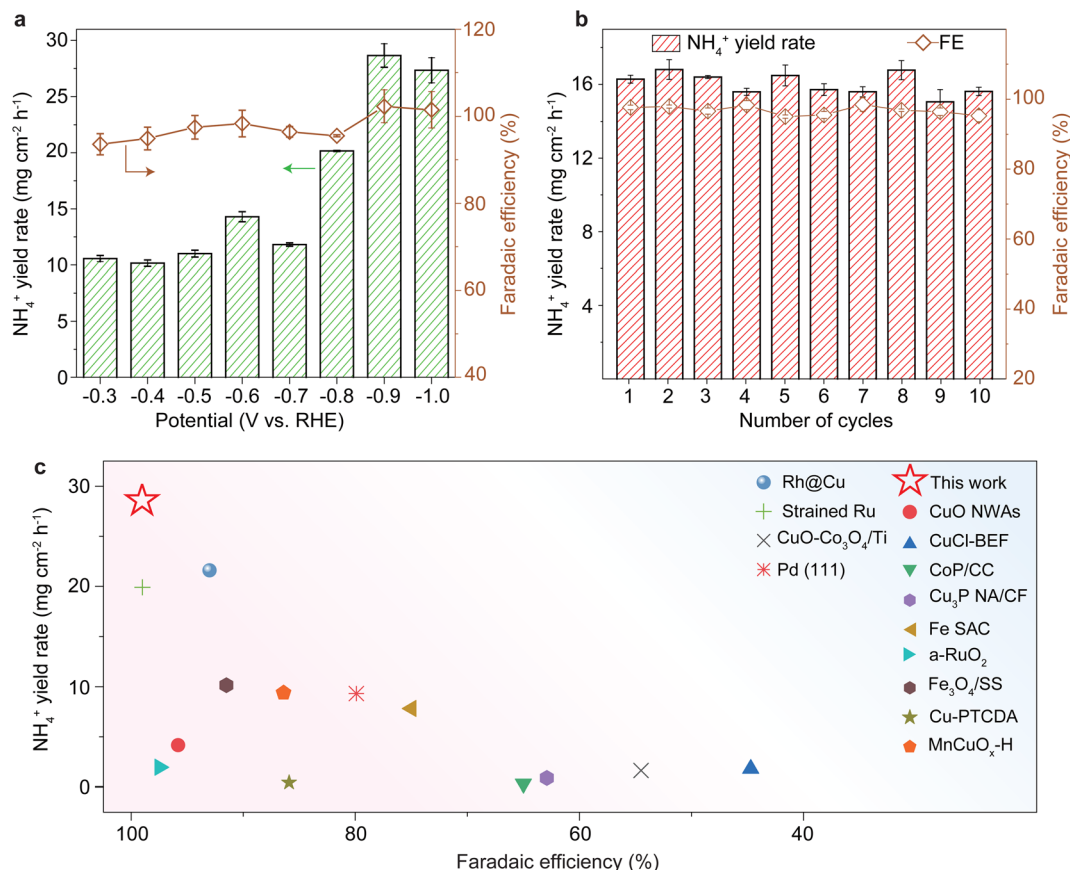 a
NH₄⁺ yield rate (mg cm⁻² h⁻¹)
30
25
20
15
10
5
0
120
100
80
60
40
Faradaic efficiency (%)
-0.3 -0.4 -0.5 -0.6 -0.7 -0.8 -0.9 -1.0
Potential (V vs. RHE)
b
NH₄⁺ yield rate FE
NH₄⁺ yield rate (mg cm⁻² h⁻¹)
16
12
8
4
100
80
60
40
20
Faradaic efficiency (%)
1 2 3 4 5 6 7 8 9 10
Number of cycles
c
NH₄⁺ yield rate (mg cm⁻² h⁻¹)
30
20
10
0
Rh@Cu
Strained Ru
CuO-Co₃O₄/Ti
Pd (111)
This work
CuO NWAs
CuCl-BEF
CoP/CC
Cu₃P NA/CF
Fe SAC
a-RuO₂
Fe₃O₄/SS
Cu-PTCDA
MnCuOₓ-H
100 80 60 40
Faradaic efficiency (%)